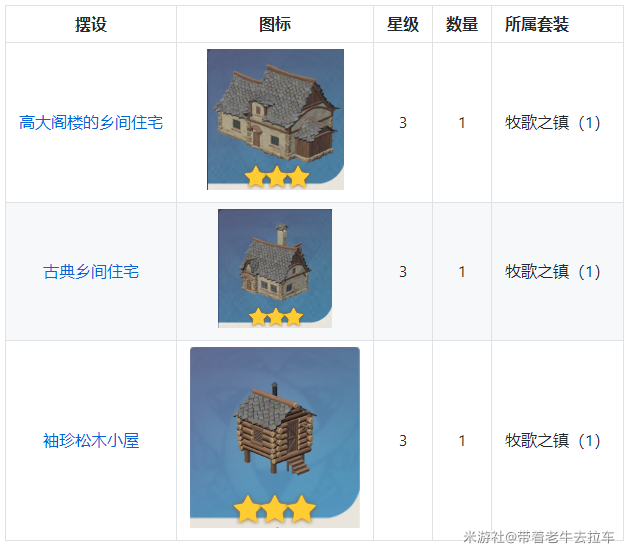 摆设 图标 星级 数量 所属套装
高大阁楼的乡间住宅 3 1 牧歌之镇（1）
古典乡间住宅 3 1 牧歌之镇（1）
袖珍松木小屋 3 1 牧歌之镇（1）
米游社@带着老牛去拉车